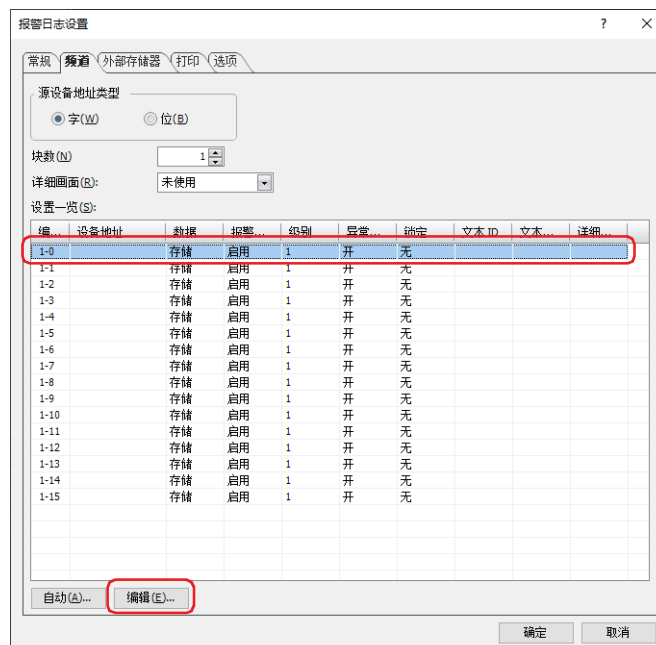 报警日志设置 ? ×
常规 频道 外部存储器 打印 选项
源设备地址类型
字(W) 位(B)
块数(N) 1
详细画面(R): 未使用
设置一览(S):
编... 设备地址 数据 报警... 级别 异常... 锁定 文本 ID 文本... 详细...
1-0 存储 启用 1 开 无
1-1 存储 启用 1 开 无
1-2 存储 启用 1 开 无
1-3 存储 启用 1 开 无
1-4 存储 启用 1 开 无
1-5 存储 启用 1 开 无
1-6 存储 启用 1 开 无
1-7 存储 启用 1 开 无
1-8 存储 启用 1 开 无
1-9 存储 启用 1 开 无
1-10 存储 启用 1 开 无
1-11 存储 启用 1 开 无
1-12 存储 启用 1 开 无
1-13 存储 启用 1 开 无
1-14 存储 启用 1 开 无
1-15 存储 启用 1 开 无
自动(A)... 编辑(E)...
确定 取消